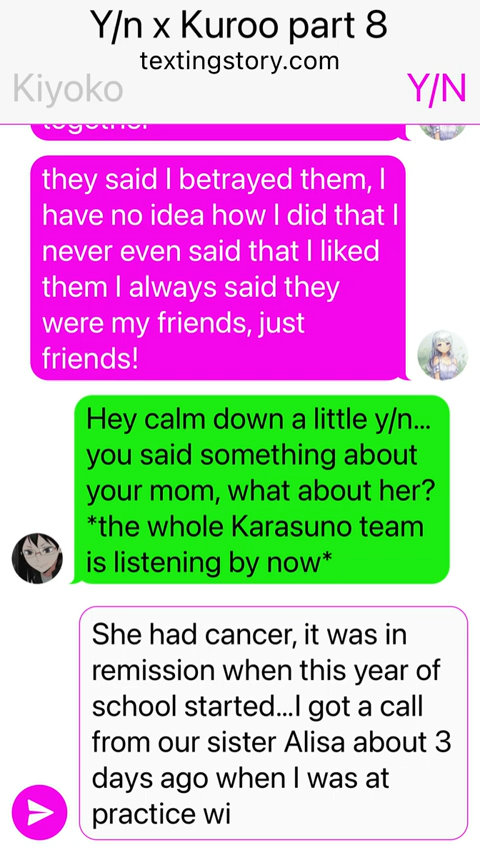 Y/n x Kuroo part 8
textingstory.com
Kiyoko
Y/N
together
they said I betrayed them, I
have no idea how I did that I
never even said that I liked
them I always said they
were my friends, just
friends!
Hey calm down a little y/n...
you said something about
your mom, what about her?
*the whole Karasuno team
is listening by now*
She had cancer, it was in
remission when this year of
school started...I got a call
from our sister Alisa about 3
days ago when I was at
practice wi